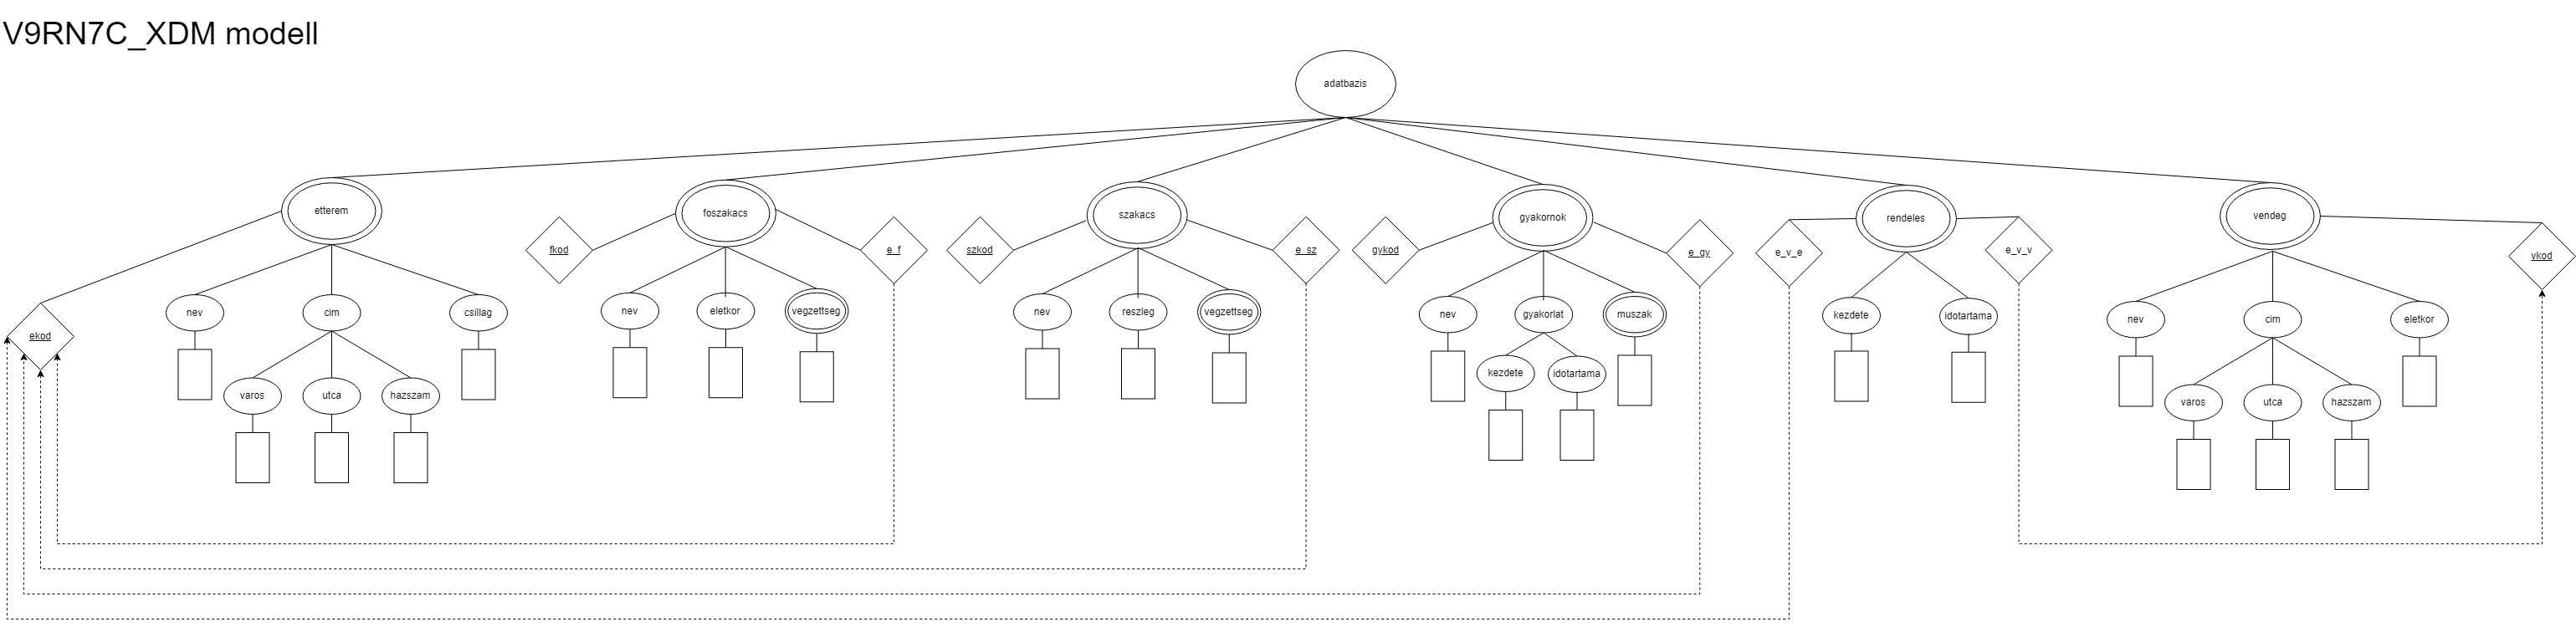 V9RN7C_XDM modell
adatbazis
etterem
foszakacs
szakacs
gyakornok
rendeles
vendeg
fkod
e_f
szkod
e_sz
gykod
e_gy
e_v_e
e_v_v
vkod
ekod
nev
cim
csillag
nev
eletkor
vegzettseg
nev
reszleg
vegzettseg
nev
gyakorlat
muszak
kezdete
idotartama
nev
cim
eletkor
kezdete
idotartama
varos
utca
hazszam
varos
utca
hazszam